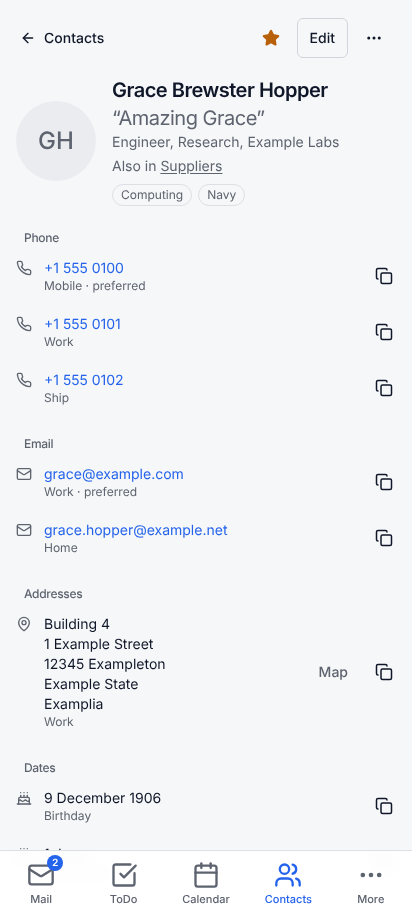 Contacts
Edit
Grace Brewster Hopper
“Amazing Grace”
GH
Engineer, Research, Example Labs
Also in Suppliers
Computing
Navy
Phone
+1 555 0100
Mobile · preferred
+1 555 0101
Work
+1 555 0102
Ship
Email
grace@example.com
Work · preferred
grace.hopper@example.net
Home
Addresses
Building 4
1 Example Street
12345 Exampleton
Example State
Examplia
Work
Map
Dates
9 December 1906
Birthday
2
Mail
ToDo
Calendar
Contacts
More